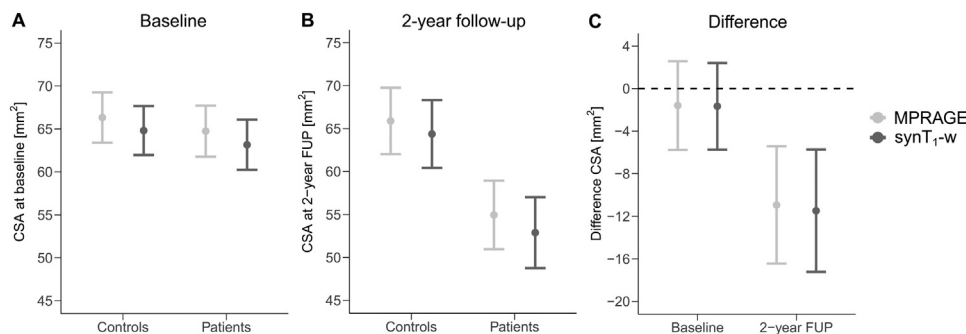 A
Baseline
CSA at baseline [mm²]
75
70
65
60
55
50
45
Controls
Patients
B
2-year follow-up
CSA at 2−year FUP [mm²]
75
70
65
60
55
50
45
Controls
Patients
C
Difference
Difference CSA [mm²]
4
0
−4
−8
−12
−16
−20
Baseline
2−year FUP
MPRAGE
synT₁-w